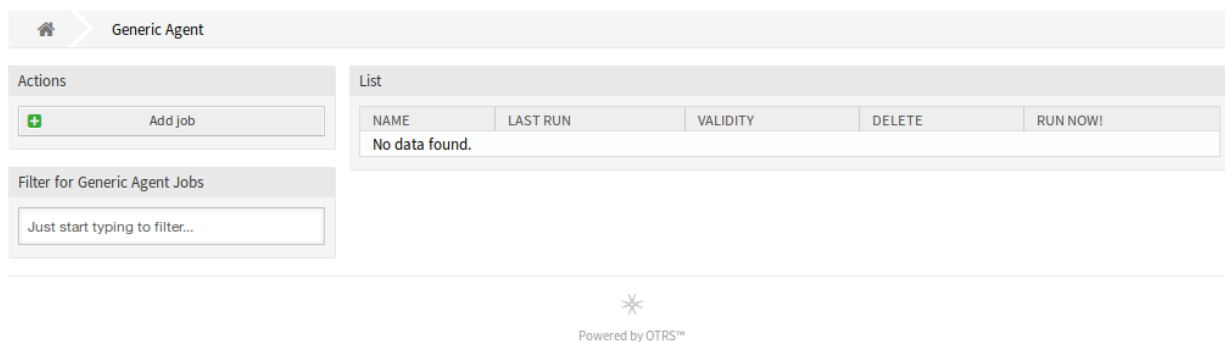 Generic Agent
Actions
Add job
Filter for Generic Agent Jobs
Just start typing to filter...
List
NAME LAST RUN VALIDITY DELETE RUN NOW!
No data found.
Powered by OTRS™